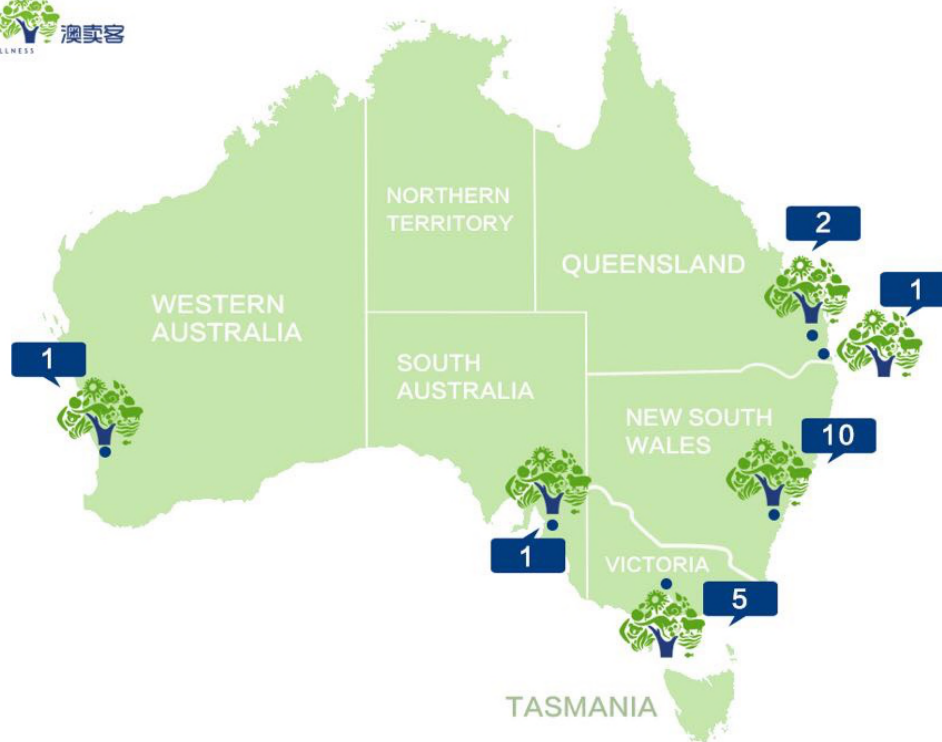 澳卖客
LLNESS
NORTHERN
TERRITORY
2
QUEENSLAND
1
WESTERN
AUSTRALIA
1
SOUTH
AUSTRALIA
NEW SOUTH
WALES
10
1
VICTORIA
5
TASMANIA